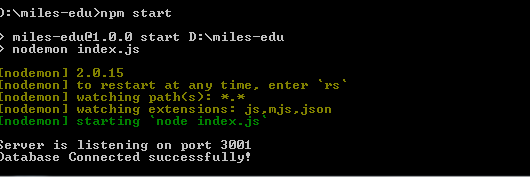 D:\miles-edu>npm start
> miles-edu@1.0.0 start D:\miles-edu
> nodemon index.js
[nodemon] 2.0.15
[nodemon] to restart at any time, enter `rs`
[nodemon] watching path(s): *.*
[nodemon] watching extensions: js,mjs,json
[nodemon] starting `node index.js`
Server is listening on port 3001
Database Connected successfully!